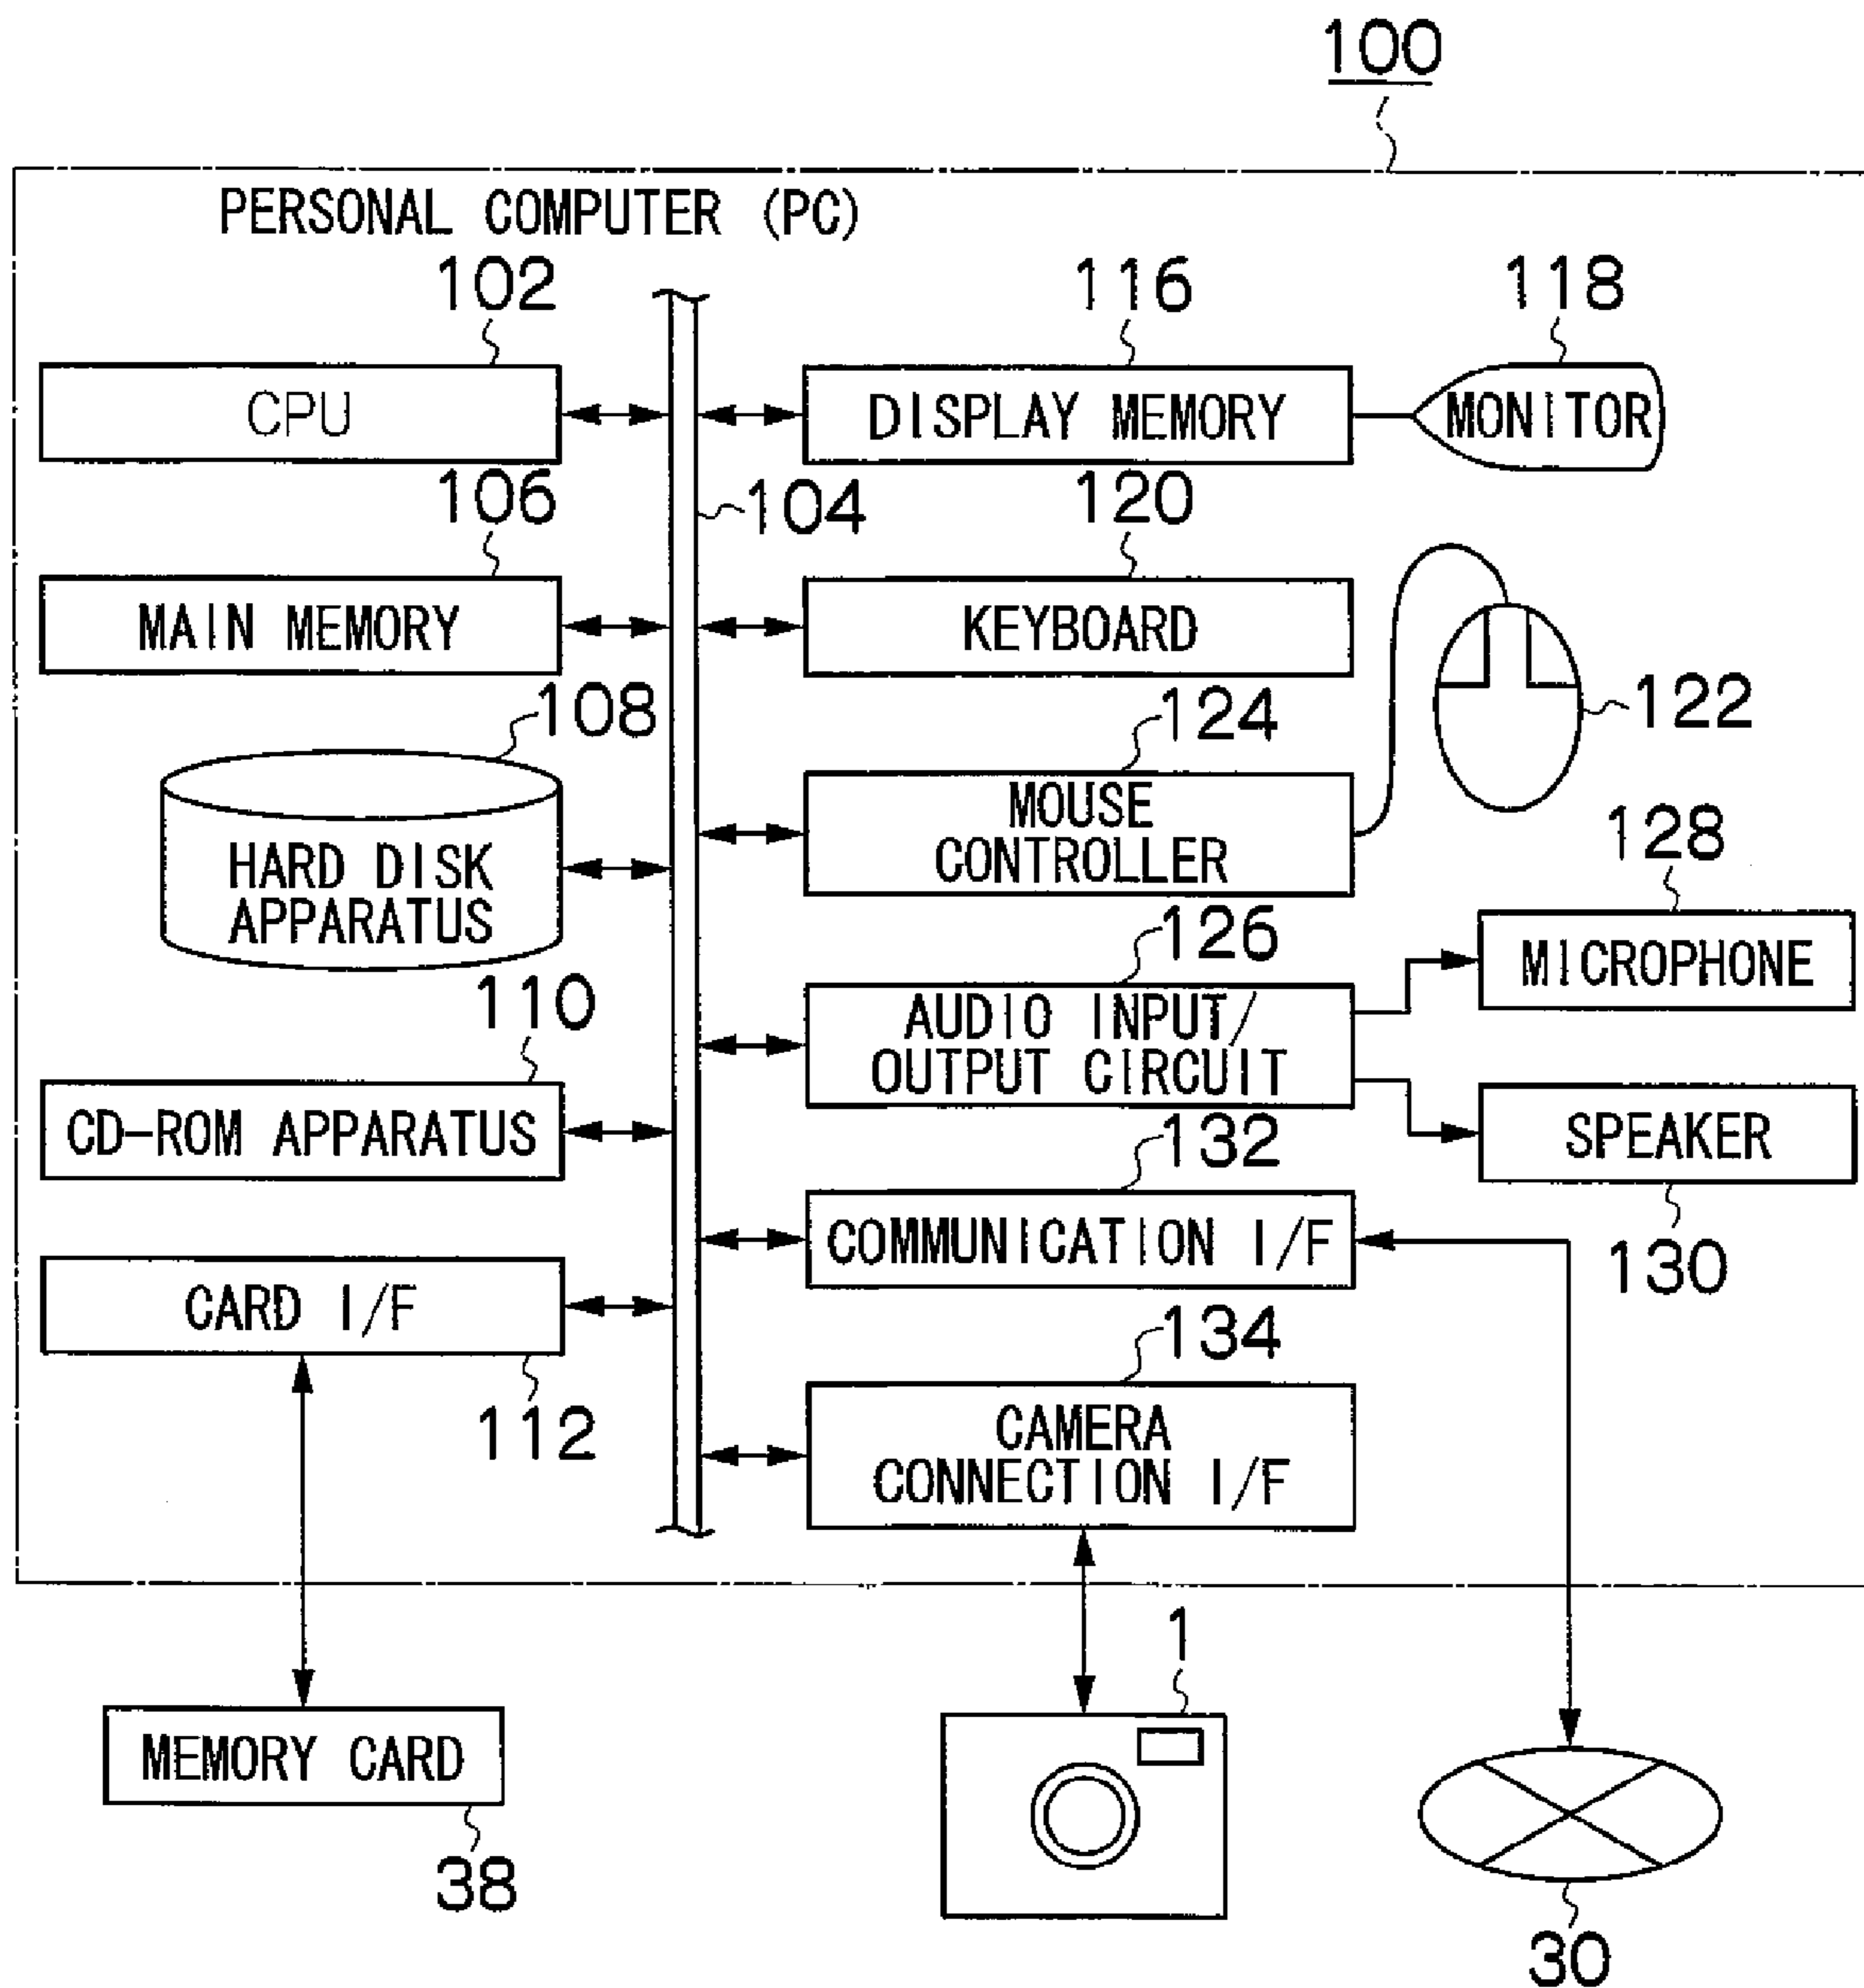 100
PERSONAL COMPUTER (PC)
102
116
118
CPU
DISPLAY MEMORY
MONITOR
106
104
120
MAIN MEMORY
KEYBOARD
108
124
122
HARD DISK
APPARATUS
MOUSE
CONTROLLER
128
110
126
MICROPHONE
AUDIO INPUT/
OUTPUT CIRCUIT
CD-ROM APPARATUS
132
SPEAKER
COMMUNICATION I/F
130
CARD I/F
134
112
CAMERA
CONNECTION I/F
1
MEMORY CARD
38
30